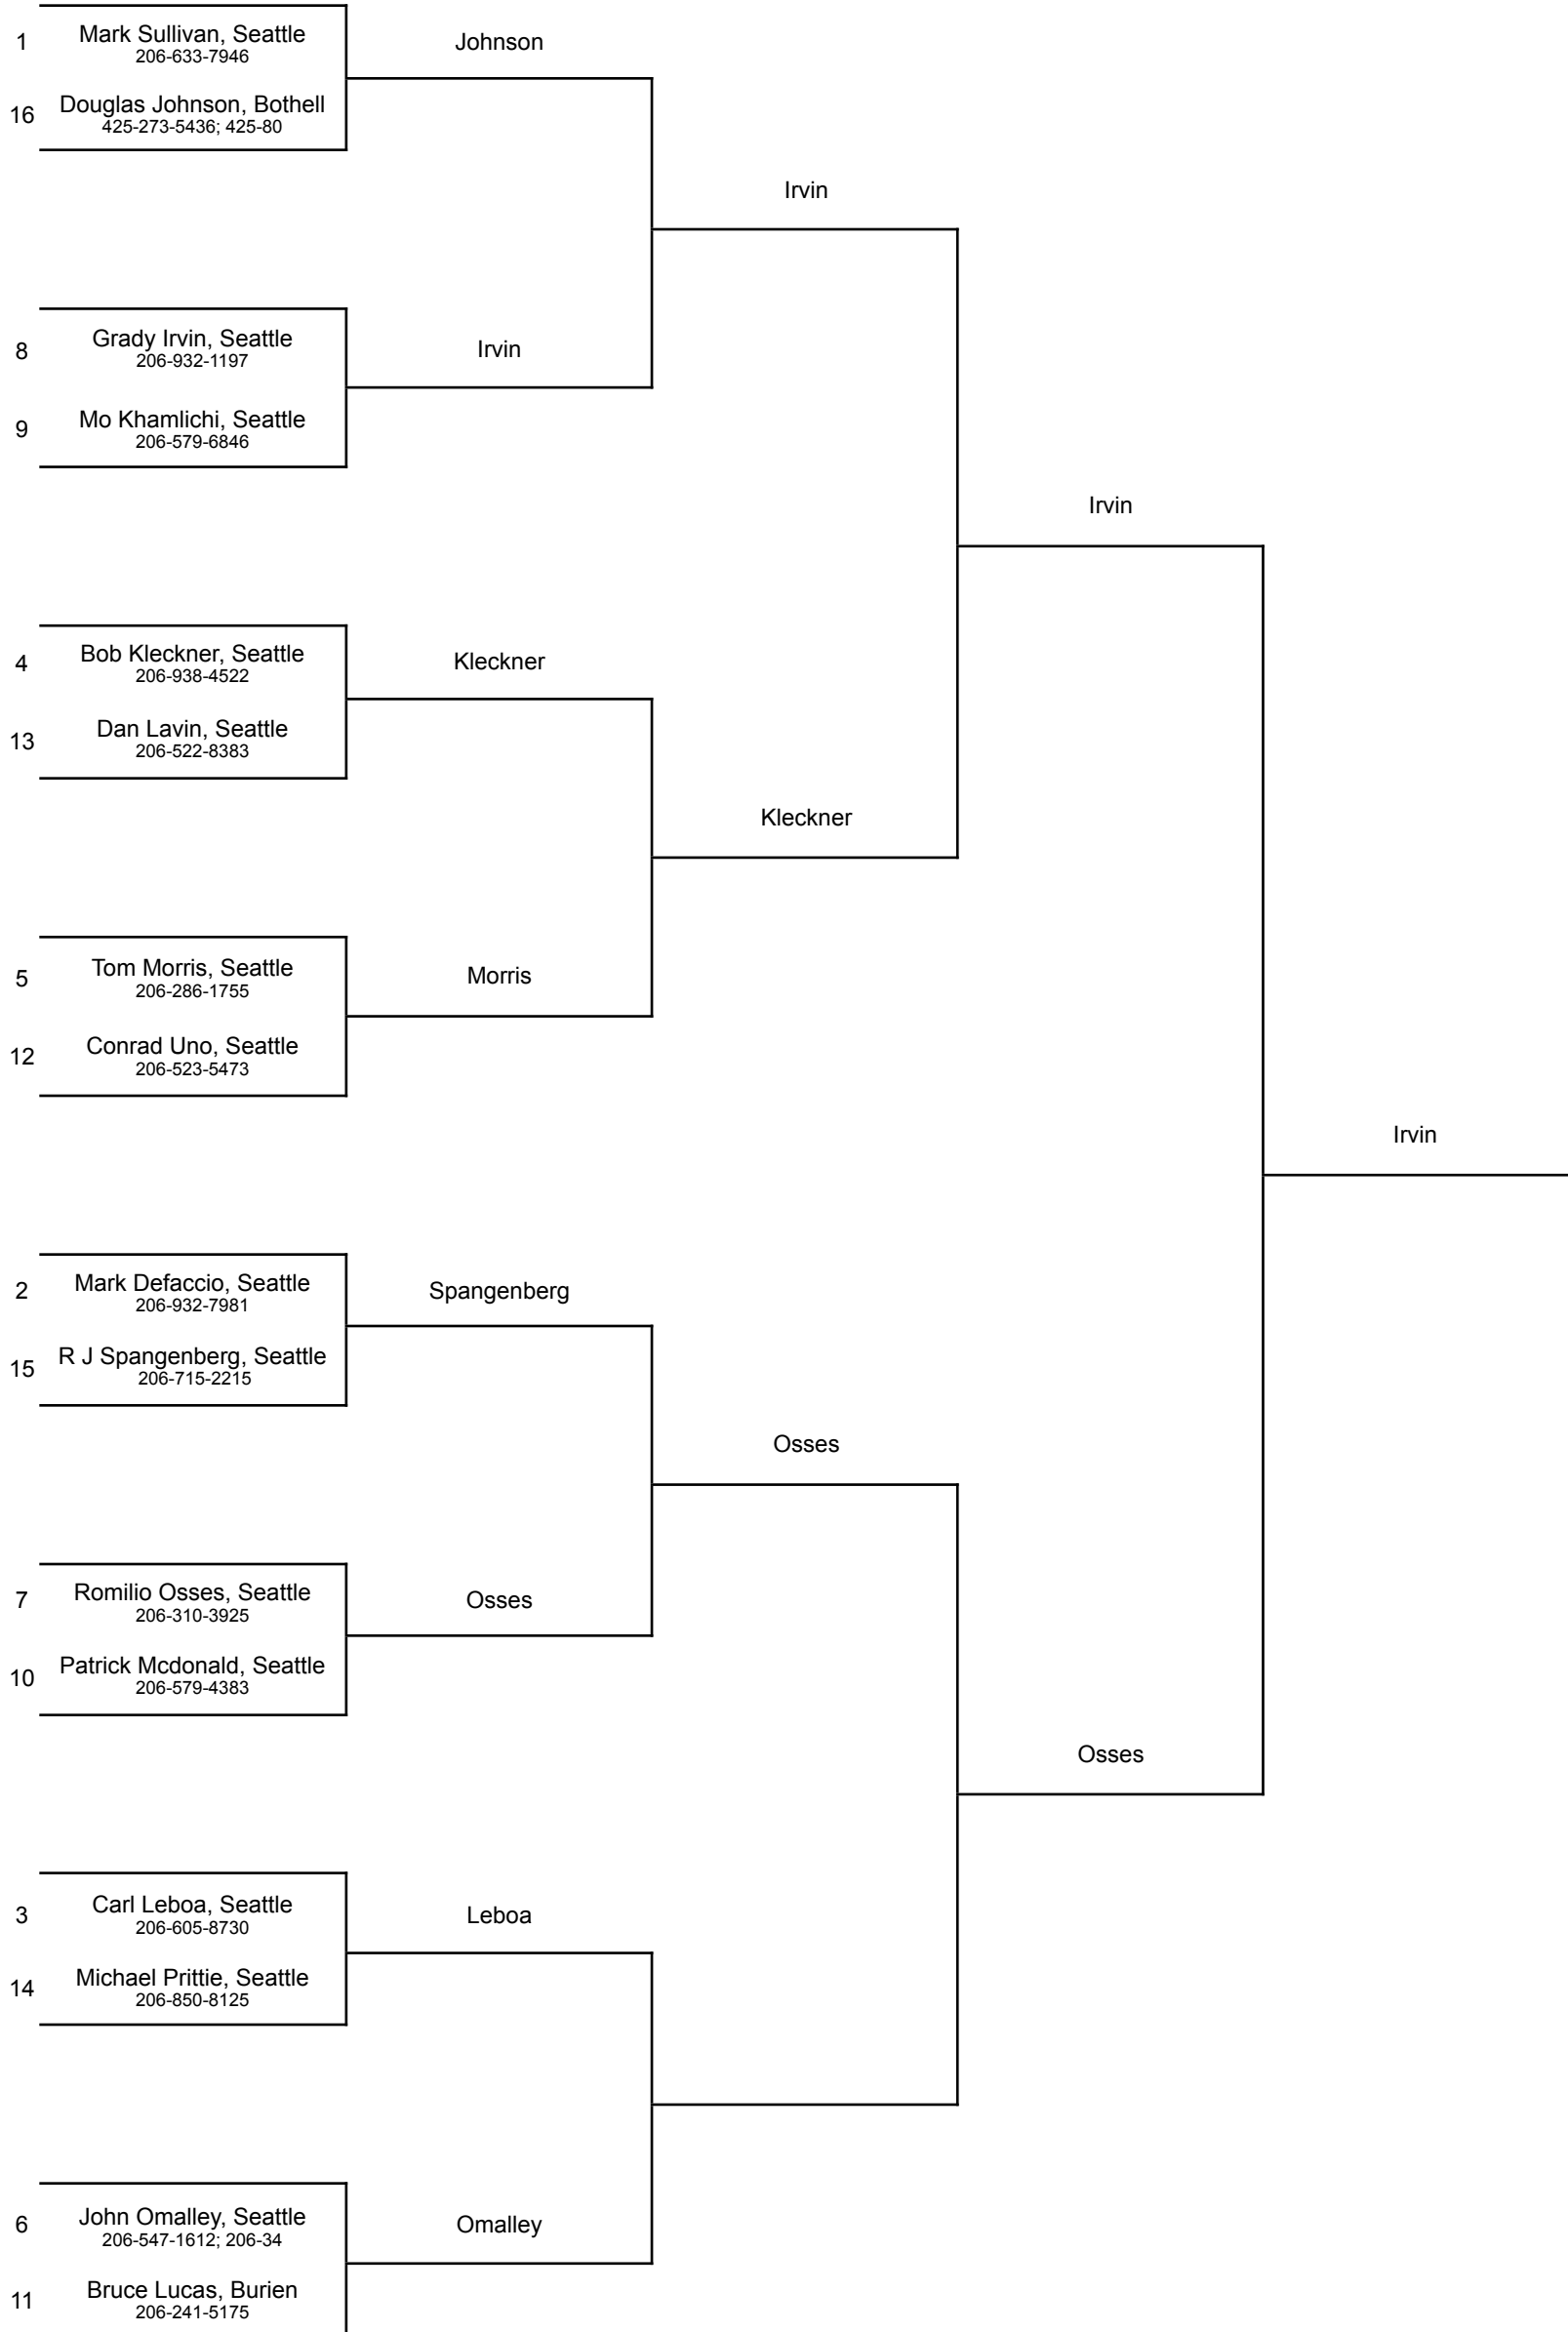 1
Mark Sullivan, Seattle
206-633-7946
Johnson
16
Douglas Johnson, Bothell
425-273-5436; 425-80
Irvin
8
Grady Irvin, Seattle
206-932-1197
Irvin
9
Mo Khamlichi, Seattle
206-579-6846
Irvin
4
Bob Kleckner, Seattle
206-938-4522
Kleckner
13
Dan Lavin, Seattle
206-522-8383
Kleckner
5
Tom Morris, Seattle
206-286-1755
Morris
12
Conrad Uno, Seattle
206-523-5473
Irvin
2
Mark Defaccio, Seattle
206-932-7981
Spangenberg
15
R J Spangenberg, Seattle
206-715-2215
Osses
7
Romilio Osses, Seattle
206-310-3925
Osses
10
Patrick Mcdonald, Seattle
206-579-4383
Osses
3
Carl Leboa, Seattle
206-605-8730
Leboa
14
Michael Prittie, Seattle
206-850-8125
6
John Omalley, Seattle
206-547-1612; 206-34
Omalley
11
Bruce Lucas, Burien
206-241-5175